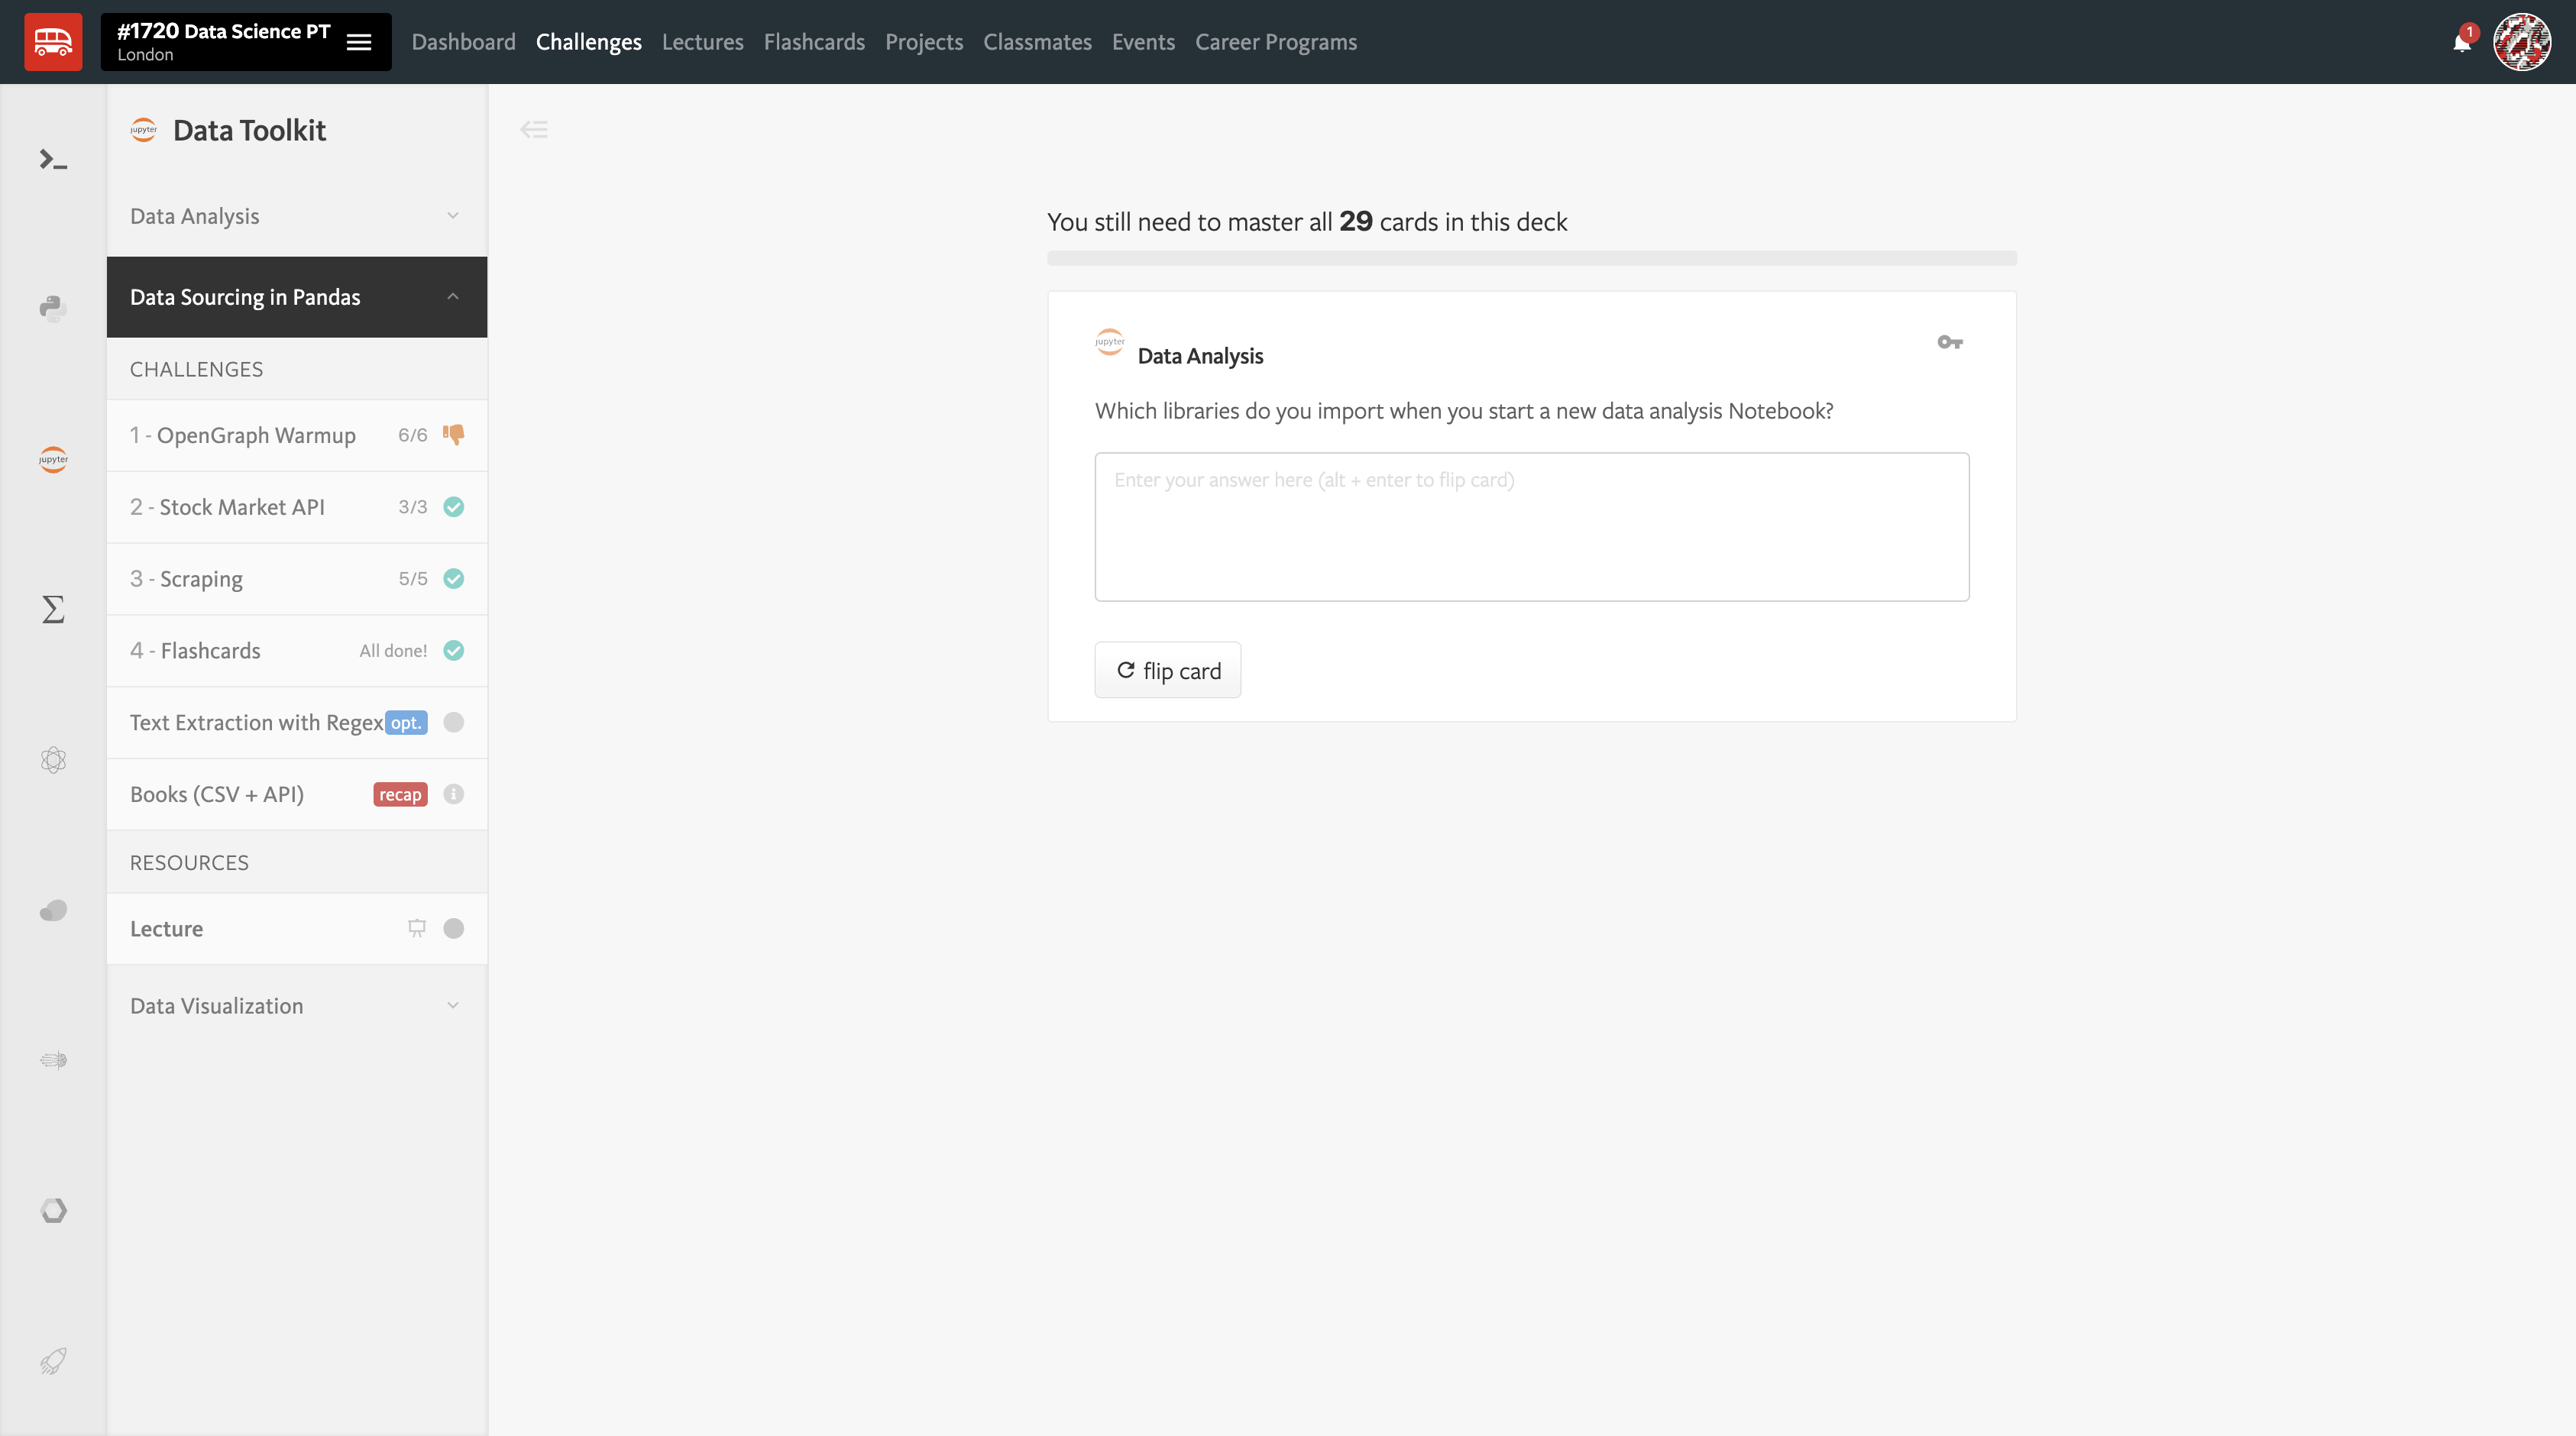 #1720 Data Science PT
London
Dashboard Challenges Lectures Flashcards Projects Classmates Events Career Programs
1
jupyter Data Toolkit
Data Analysis
Data Sourcing in Pandas
CHALLENGES
1 - OpenGraph Warmup 6/6
2 - Stock Market API 3/3
3 - Scraping 5/5
4 - Flashcards All done!
Text Extraction with Regex opt.
Books (CSV + API) recap
RESOURCES
Lecture
Data Visualization
jupyter
You still need to master all 29 cards in this deck
jupyter Data Analysis
Which libraries do you import when you start a new data analysis Notebook?
Enter your answer here (alt + enter to flip card)
flip card